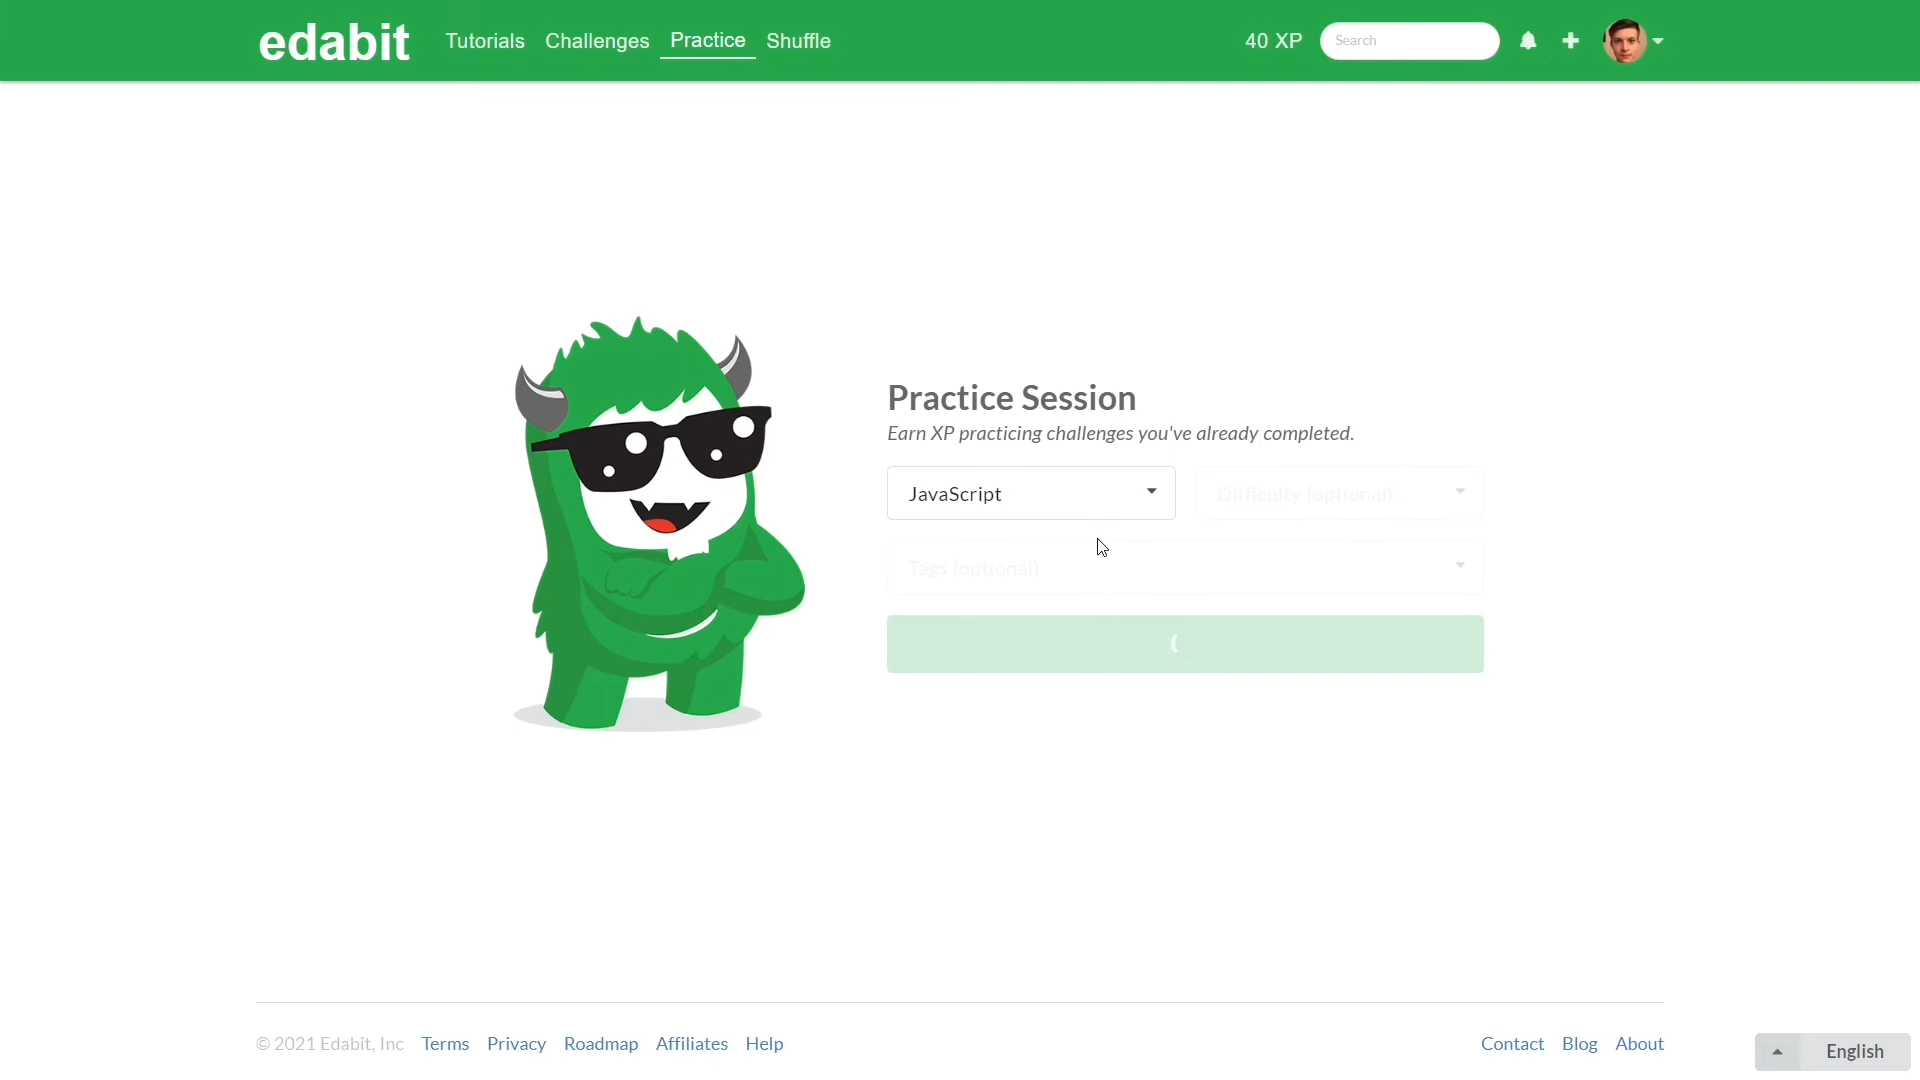 edabit Tutorials Challenges Practice Shuffle 40 XP Search
Practice Session
Earn XP practicing challenges you've already completed.
JavaScript Difficulty (optional)
Tags (optional)
© 2021 Edabit, Inc Terms Privacy Roadmap Affiliates Help Contact Blog About
English